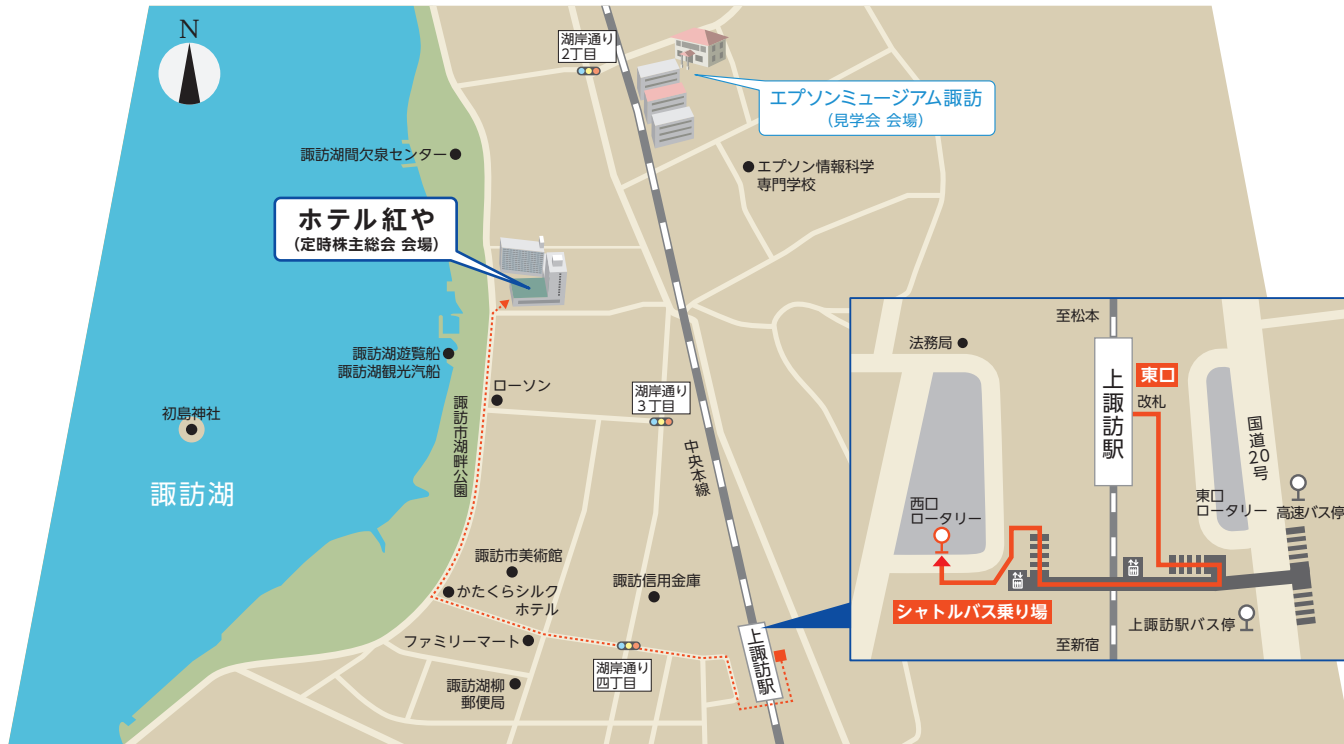 N
湖岸通り
2丁目
エプソンミュージアム諏訪
(見学会 会場)
諏訪湖間欠泉センター
エプソン情報科学
専門学校
ホテル紅や
(定時株主総会 会場)
諏訪湖遊覧船
諏訪湖観光汽船
ローソン
湖岸通り
3丁目
初島神社
諏訪湖
諏訪市湖畔公園
中央本線
諏訪市美術館
かたくらシルク
ホテル
諏訪信用金庫
ファミリーマート
湖岸通り
四丁目
諏訪湖柳
郵便局
上諏訪駅
至松本
法務局
上諏訪駅
東口
改札
国道20号
西口
ロータリー
東口
ロータリー
高速バス停
シャトルバス乗り場
上諏訪駅バス停
至新宿